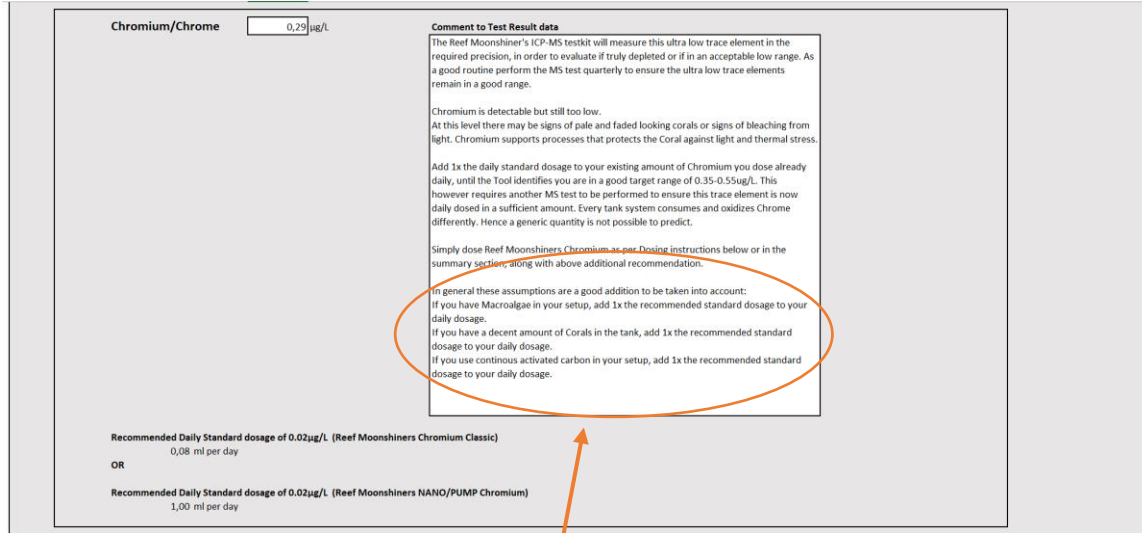 Chromium/Chrome
0,29 µg/L
Comment to Test Result data
The Reef Moonshiner's ICP-MS testkit will measure this ultra low trace element in the
required precision, in order to evaluate if truly depleted or if in an acceptable low range. As
a good routine perform the MS test quarterly to ensure the ultra low trace elements
remain in a good range.
Chromium is detectable but still too low.
At this level there may be signs of pale and faded looking corals or signs of bleaching from
light. Chromium supports processes that protects the Coral against light and thermal stress.
Add 1x the daily standard dosage to your existing amount of Chromium you dose already
daily, until the Tool identifies you are in a good target range of 0.35-0.55ug/L. This
however requires another MS test to be performed to ensure this trace element is now
daily dosed in a sufficient amount. Every tank system consumes and oxidizes Chrome
differently. Hence a generic quantity is not possible to predict.
Simply dose Reef Moonshiners Chromium as per Dosing instructions below or in the
summary section, along with above additional recommendation.
In general these assumptions are a good addition to be taken into account:
If you have Macroalgae in your setup, add 1x the recommended standard dosage to your
daily dosage.
If you have a decent amount of Corals in the tank, add 1x the recommended standard
dosage to your daily dosage.
If you use continous activated carbon in your setup, add 1x the recommended standard
dosage to your daily dosage.
Recommended Daily Standard dosage of 0.02µg/L (Reef Moonshiners Chromium Classic)
0,08 ml per day
OR
Recommended Daily Standard dosage of 0.02µg/L (Reef Moonshiners NANO/PUMP Chromium)
1,00 ml per day